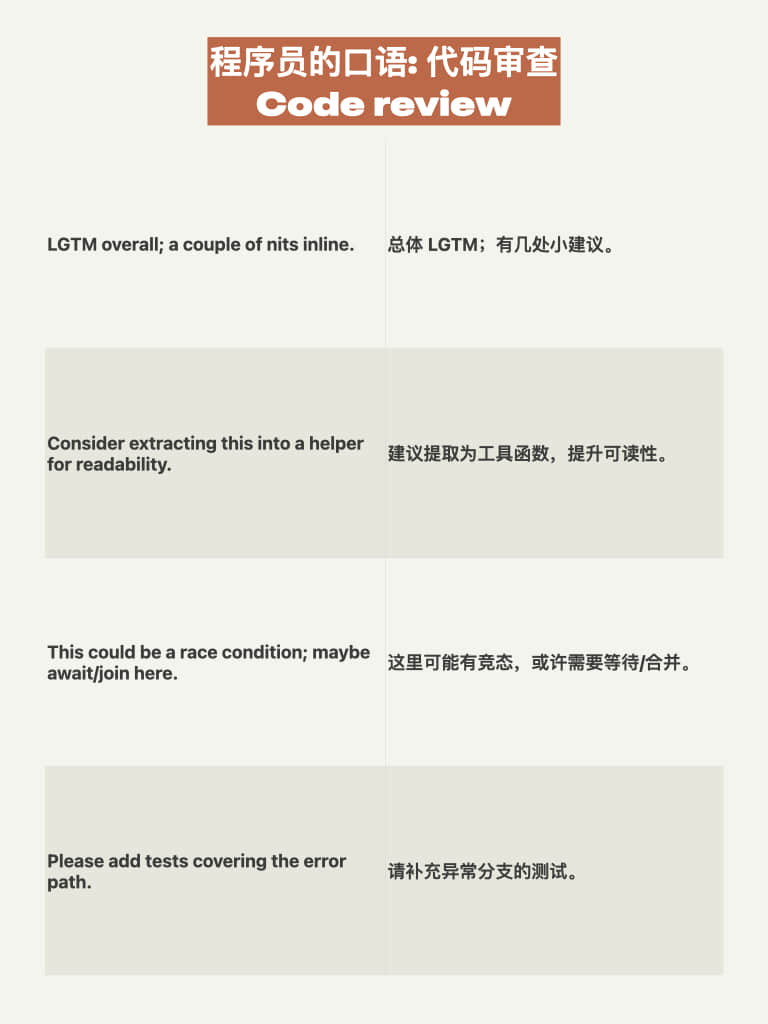 程序员的口语: 代码审查
Code review
LGTM overall; a couple of nits inline.
总体 LGTM；有几处小建议。
Consider extracting this into a helper
for readability.
建议提取为工具函数，提升可读性。
This could be a race condition; maybe
await/join here.
这里可能有竞态，或许需要等待/合并。
Please add tests covering the error
path.
请补充异常分支的测试。